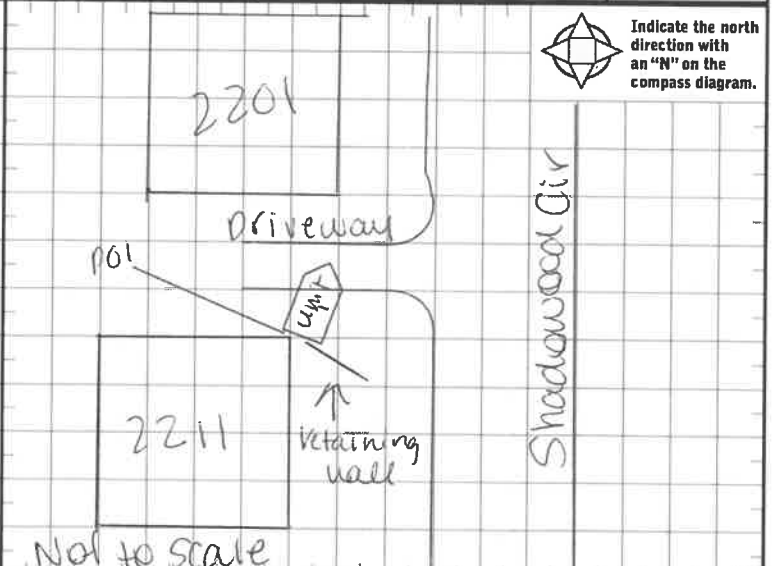 Indicate the north
direction with
an "N" on the
compass diagram.
2201
Driveway
POI
Unit
Shadowood Cir
2211
retaining
wall
Not to scale